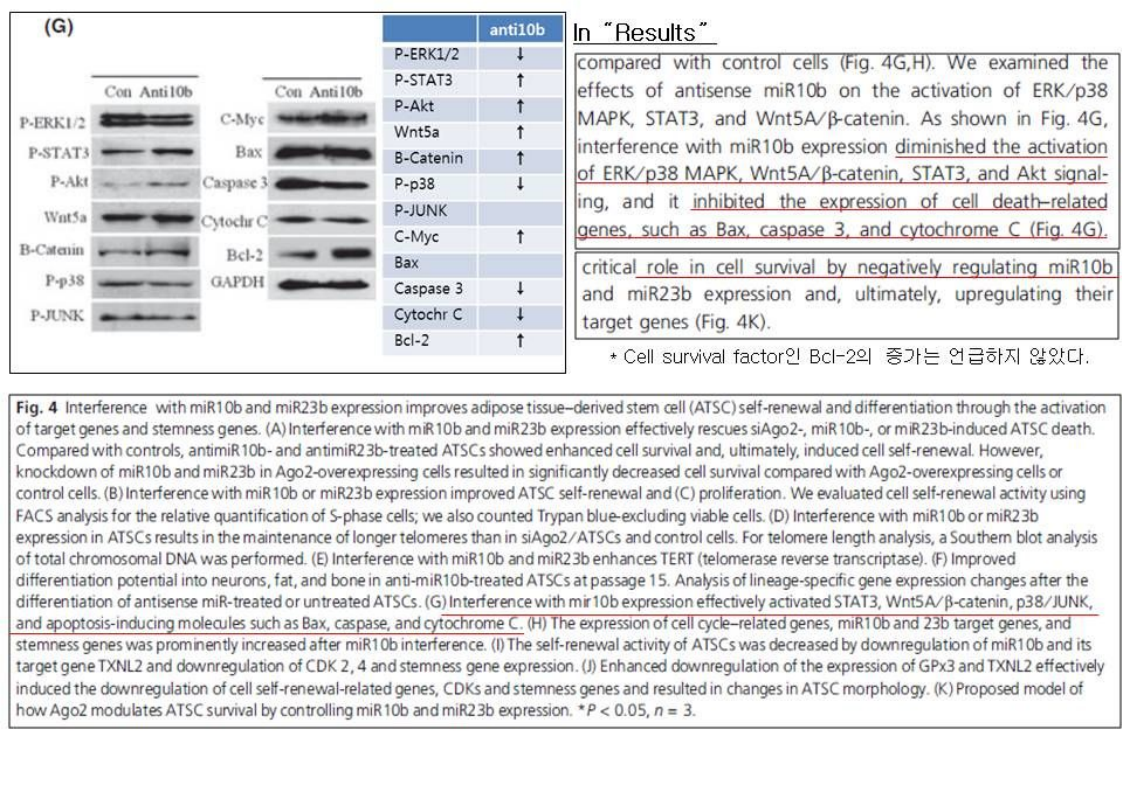 (G)
Con Anti10b
P-ERK1/2
P-STAT3
P-Akt
Wnt5a
B-Catenin
P-p38
P-JUNK
Con Anti10b
C-Myc
Bax
Caspase 3
Cytochr C
Bcl-2
GAPDH
anti10b
P-ERK1/2 ↓
P-STAT3 ↑
P-Akt ↑
Wnt5a ↑
B-Catenin ↑
P-p38 ↓
P-JUNK
C-Myc ↑
Bax
Caspase 3 ↓
Cytochr C ↓
Bcl-2 ↑
In “Results”
compared with control cells (Fig. 4G,H). We examined the
effects of antisense miR10b on the activation of ERK/p38
MAPK, STAT3, and Wnt5A/β-catenin. As shown in Fig. 4G,
interference with miR10b expression diminished the activation
of ERK/p38 MAPK, Wnt5A/β-catenin, STAT3, and Akt signal-
ing, and it inhibited the expression of cell death–related
genes, such as Bax, caspase 3, and cytochrome C (Fig. 4G).
critical role in cell survival by negatively regulating miR10b
and miR23b expression and, ultimately, upregulating their
target genes (Fig. 4K).
* Cell survival factor인 Bcl-2의 증가는 언급하지 않았다.
Fig. 4 Interference with miR10b and miR23b expression improves adipose tissue–derived stem cell (ATSC) self-renewal and differentiation through the activation
of target genes and stemness genes. (A) Interference with miR10b and miR23b expression effectively rescues siAgo2-, miR10b-, or miR23b-induced ATSC death.
Compared with controls, antimiR10b- and antimiR23b-treated ATSCs showed enhanced cell survival and, ultimately, induced cell self-renewal. However,
knockdown of miR10b and miR23b in Ago2-overexpressing cells resulted in significantly decreased cell survival compared with Ago2-overexpressing cells or
control cells. (B) Interference with miR10b or miR23b expression improved ATSC self-renewal and (C) proliferation. We evaluated cell self-renewal activity using
FACS analysis for the relative quantification of S-phase cells; we also counted Trypan blue-excluding viable cells. (D) Interference with miR10b or miR23b
expression in ATSCs results in the maintenance of longer telomeres than in siAgo2/ATSCs and control cells. For telomere length analysis, a Southern blot analysis
of total chromosomal DNA was performed. (E) Interference with miR10b and miR23b enhances TERT (telomerase reverse transcriptase). (F) Improved
differentiation potential into neurons, fat, and bone in anti-miR10b-treated ATSCs at passage 15. Analysis of lineage-specific gene expression changes after the
differentiation of antisense miR-treated or untreated ATSCs. (G) Interference with mir10b expression effectively activated STAT3, Wnt5A/β-catenin, p38/JUNK,
and apoptosis-inducing molecules such as Bax, caspase, and cytochrome C. (H) The expression of cell cycle–related genes, miR10b and 23b target genes, and
stemness genes was prominently increased after miR10b interference. (I) The self-renewal activity of ATSCs was decreased by downregulation of miR10b and its
target gene TXNL2 and downregulation of CDK 2, 4 and stemness gene expression. (J) Enhanced downregulation of the expression of GPx3 and TXNL2 effectively
induced the downregulation of cell self-renewal-related genes, CDKs and stemness genes and resulted in changes in ATSC morphology. (K) Proposed model of
how Ago2 modulates ATSC survival by controlling miR10b and miR23b expression. *P < 0.05, n = 3.